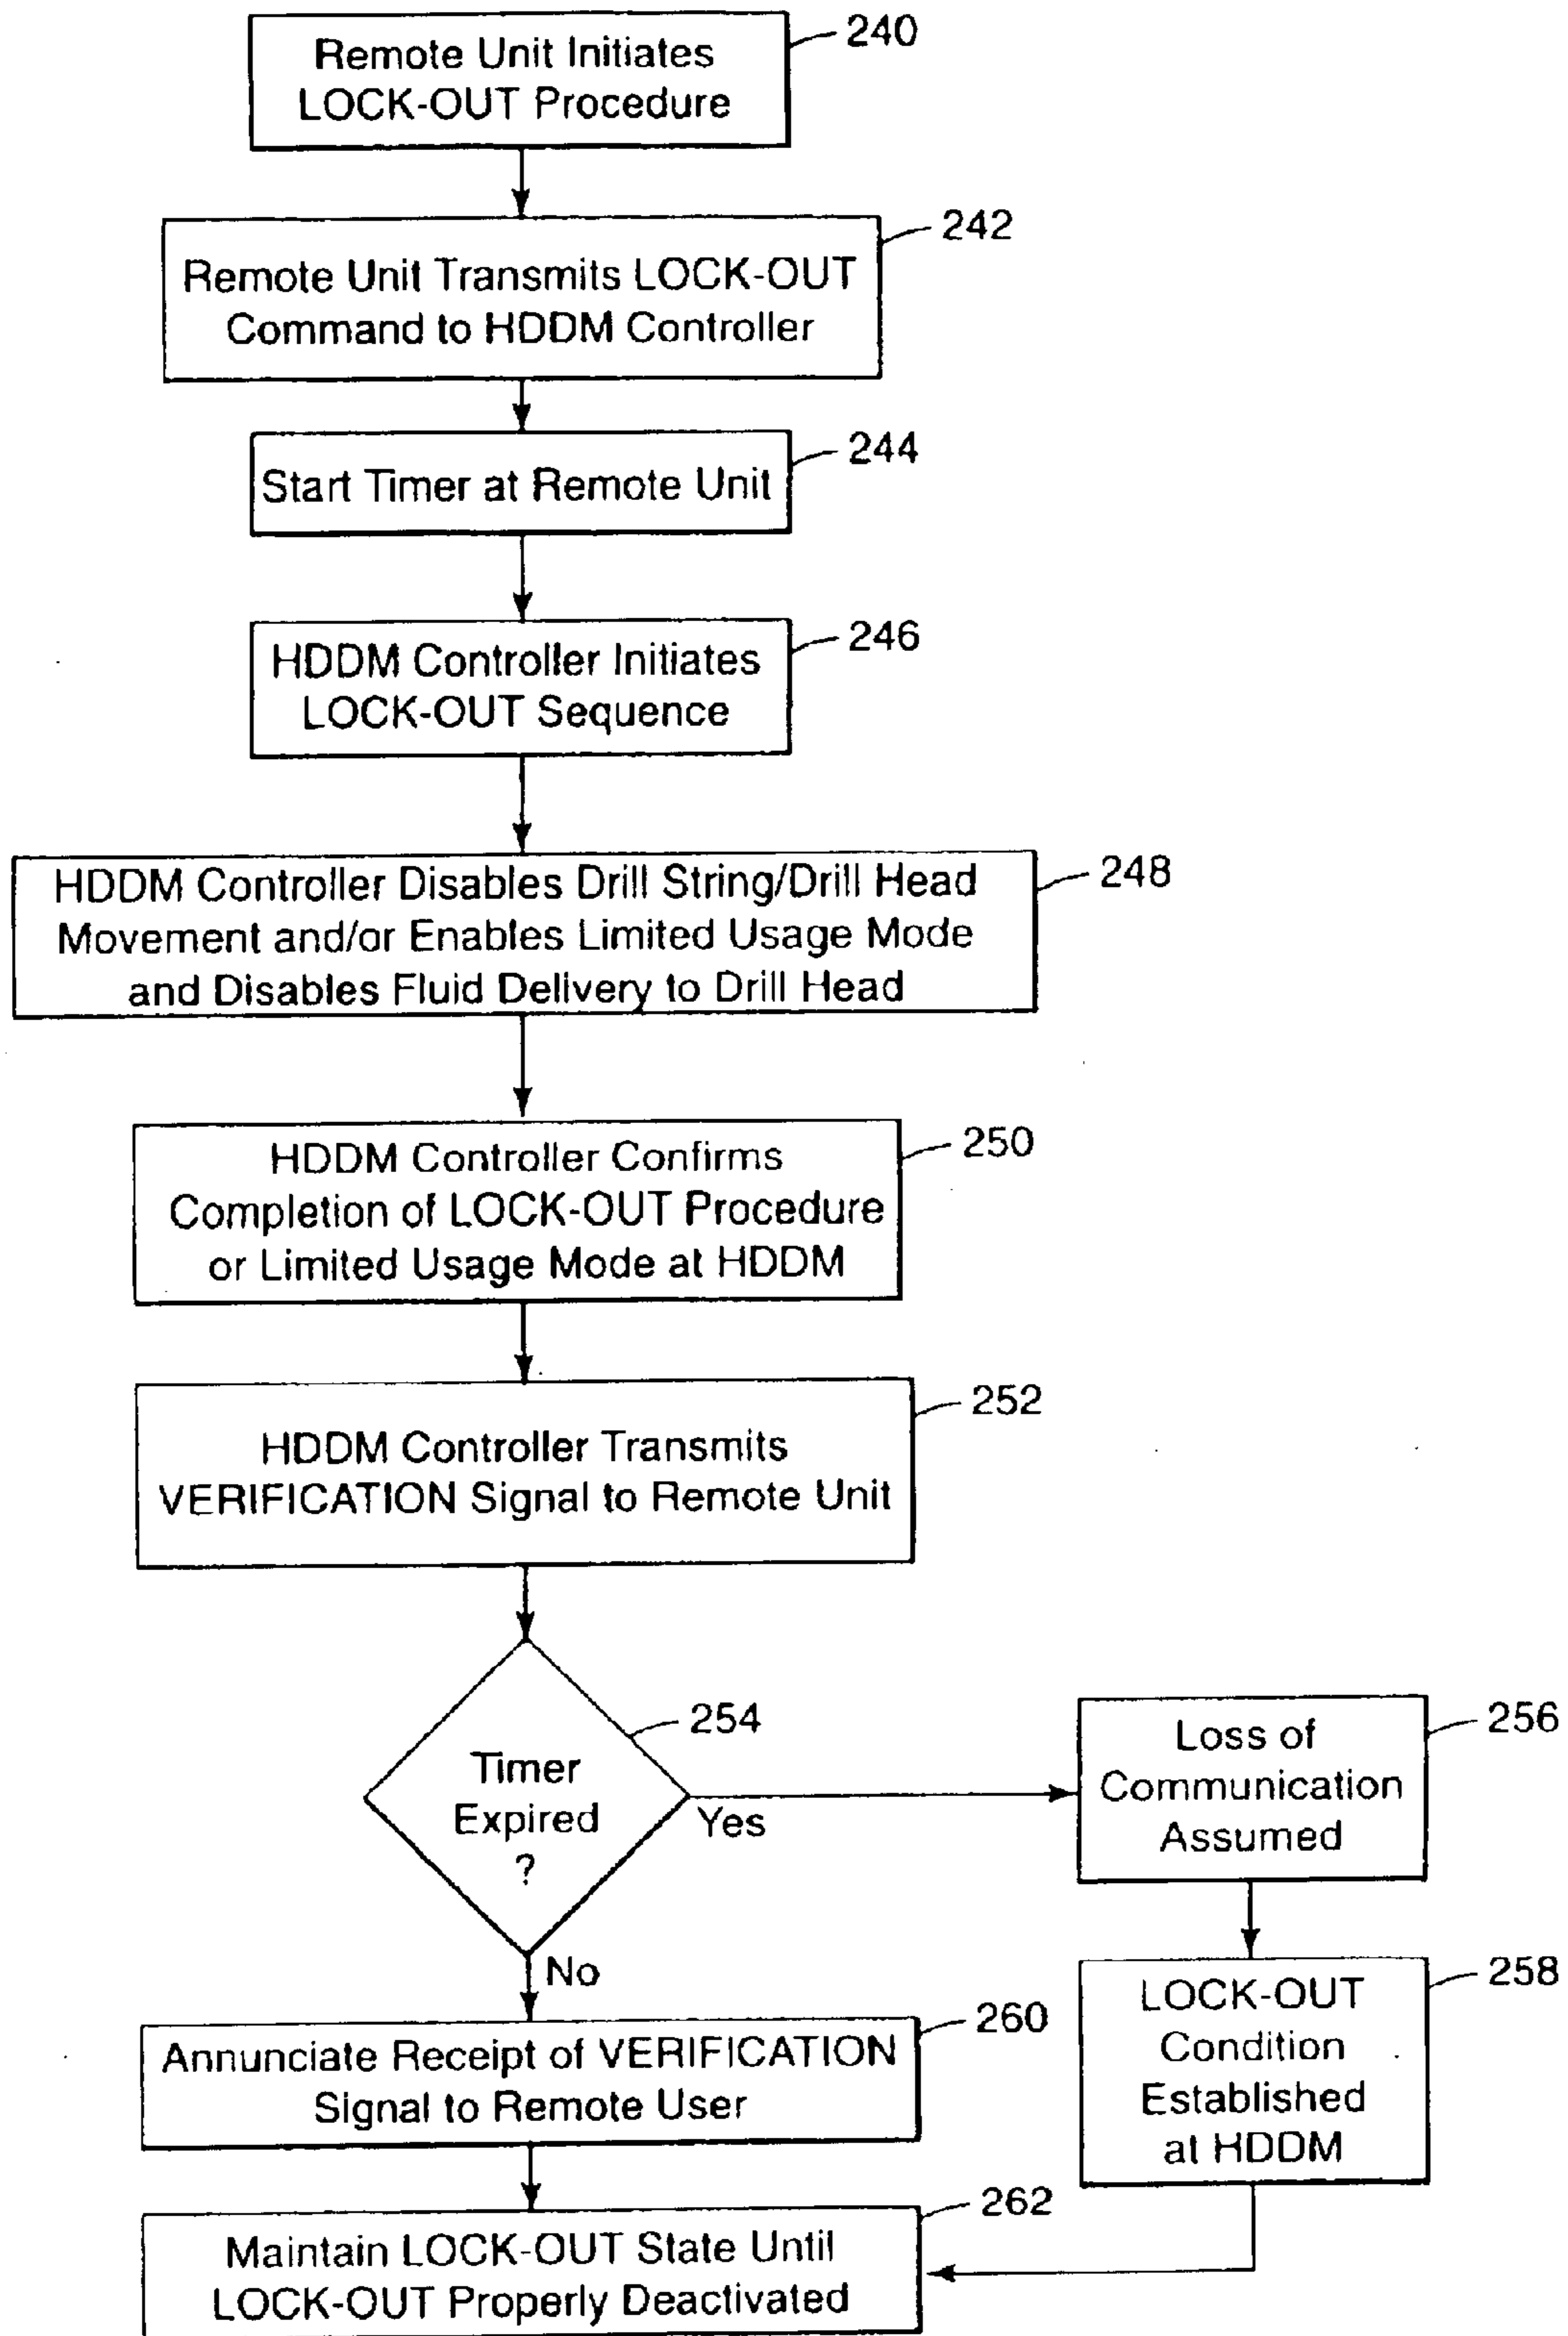 Remote Unit Initiates
LOCK-OUT Procedure
240
Remote Unit Transmits LOCK-OUT
Command to HDDM Controller
242
Start Timer at Remote Unit
244
HDDM Controller Initiates
LOCK-OUT Sequence
246
HDDM Controller Disables Drill String/Drill Head
Movement and/or Enables Limited Usage Mode
and Disables Fluid Delivery to Drill Head
248
HDDM Controller Confirms
Completion of LOCK-OUT Procedure
or Limited Usage Mode at HDDM
250
HDDM Controller Transmits
VERIFICATION Signal to Remote Unit
252
Timer
Expired
?
254
Yes
Loss of
Communication
Assumed
256
LOCK-OUT
Condition
Established
at HDDM
258
No
Annunciate Receipt of VERIFICATION
Signal to Remote User
260
Maintain LOCK-OUT State Until
LOCK-OUT Properly Deactivated
262